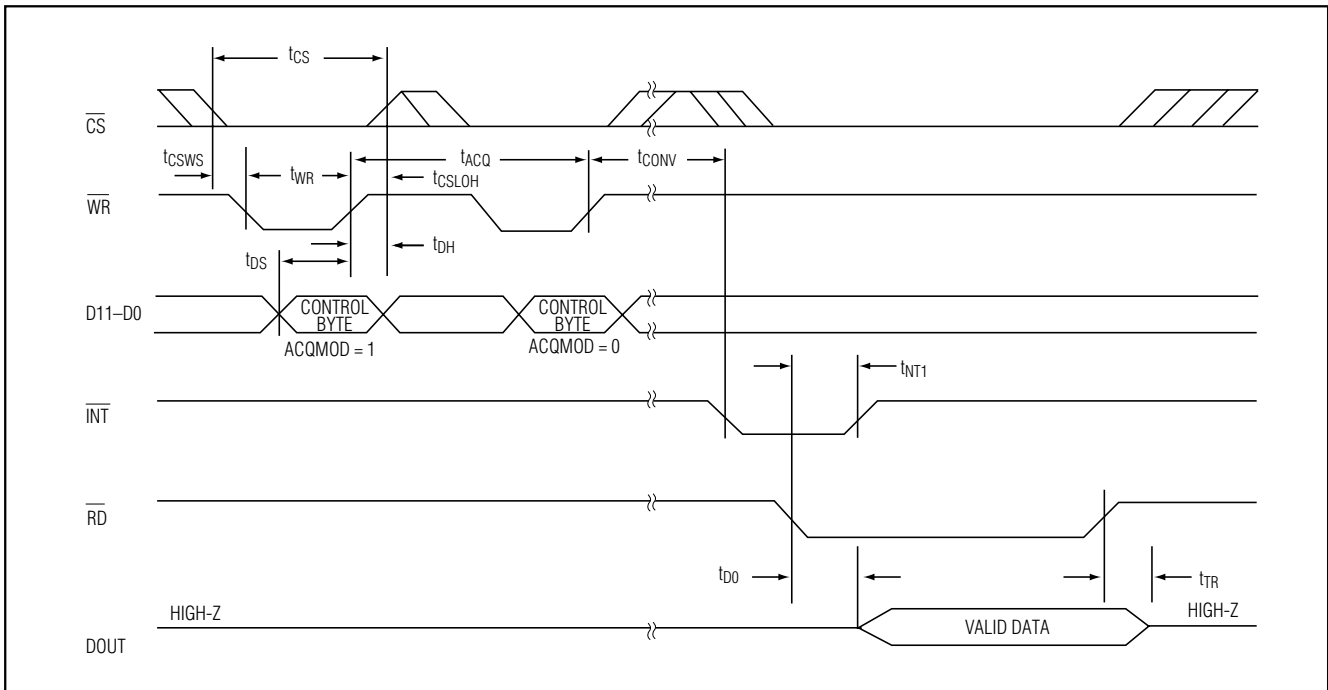 tCS
CS
tCSWS
tWR
tACQ
tCONV
tCSLOH
WR
tDH
tDS
D11–D0
CONTROL
BYTE
CONTROL
BYTE
ACQMOD = 1
ACQMOD = 0
tNT1
INT
RD
tD0
tTR
HIGH-Z
VALID DATA
HIGH-Z
DOUT